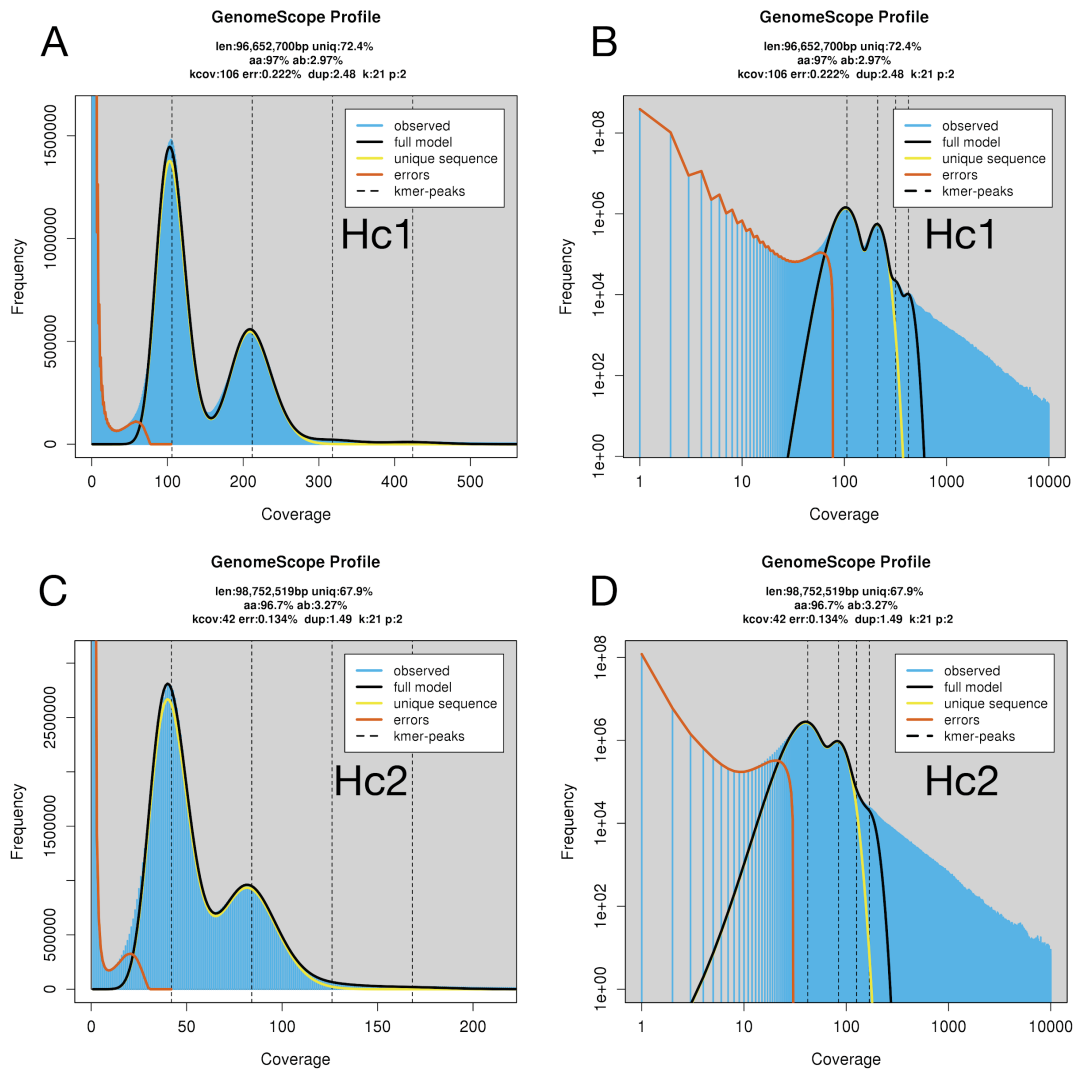 A
GenomeScope Profile
len:96,652,700bp uniq:72.4%
aa:97% ab:2.97%
kcov:106 err:0.222%  dup:2.48  k:21 p:2
observed
full model
unique sequence
errors
kmer-peaks
Hc1
Frequency
1500000
1000000
500000
0
0 100 200 300 400 500
Coverage
B
GenomeScope Profile
len:96,652,700bp uniq:72.4%
aa:97% ab:2.97%
kcov:106 err:0.222%  dup:2.48  k:21 p:2
observed
full model
unique sequence
errors
kmer-peaks
Hc1
Frequency
1e+08
1e+06
1e+04
1e+02
1e+00
1 10 100 1000 10000
Coverage
C
GenomeScope Profile
len:98,752,519bp uniq:67.9%
aa:96.7% ab:3.27%
kcov:42 err:0.134%  dup:1.49  k:21 p:2
observed
full model
unique sequence
errors
kmer-peaks
Hc2
Frequency
2500000
1500000
500000
0
0 50 100 150 200
Coverage
D
GenomeScope Profile
len:98,752,519bp uniq:67.9%
aa:96.7% ab:3.27%
kcov:42 err:0.134%  dup:1.49  k:21 p:2
observed
full model
unique sequence
errors
kmer-peaks
Hc2
Frequency
1e+08
1e+06
1e+04
1e+02
1e+00
1 10 100 1000 10000
Coverage